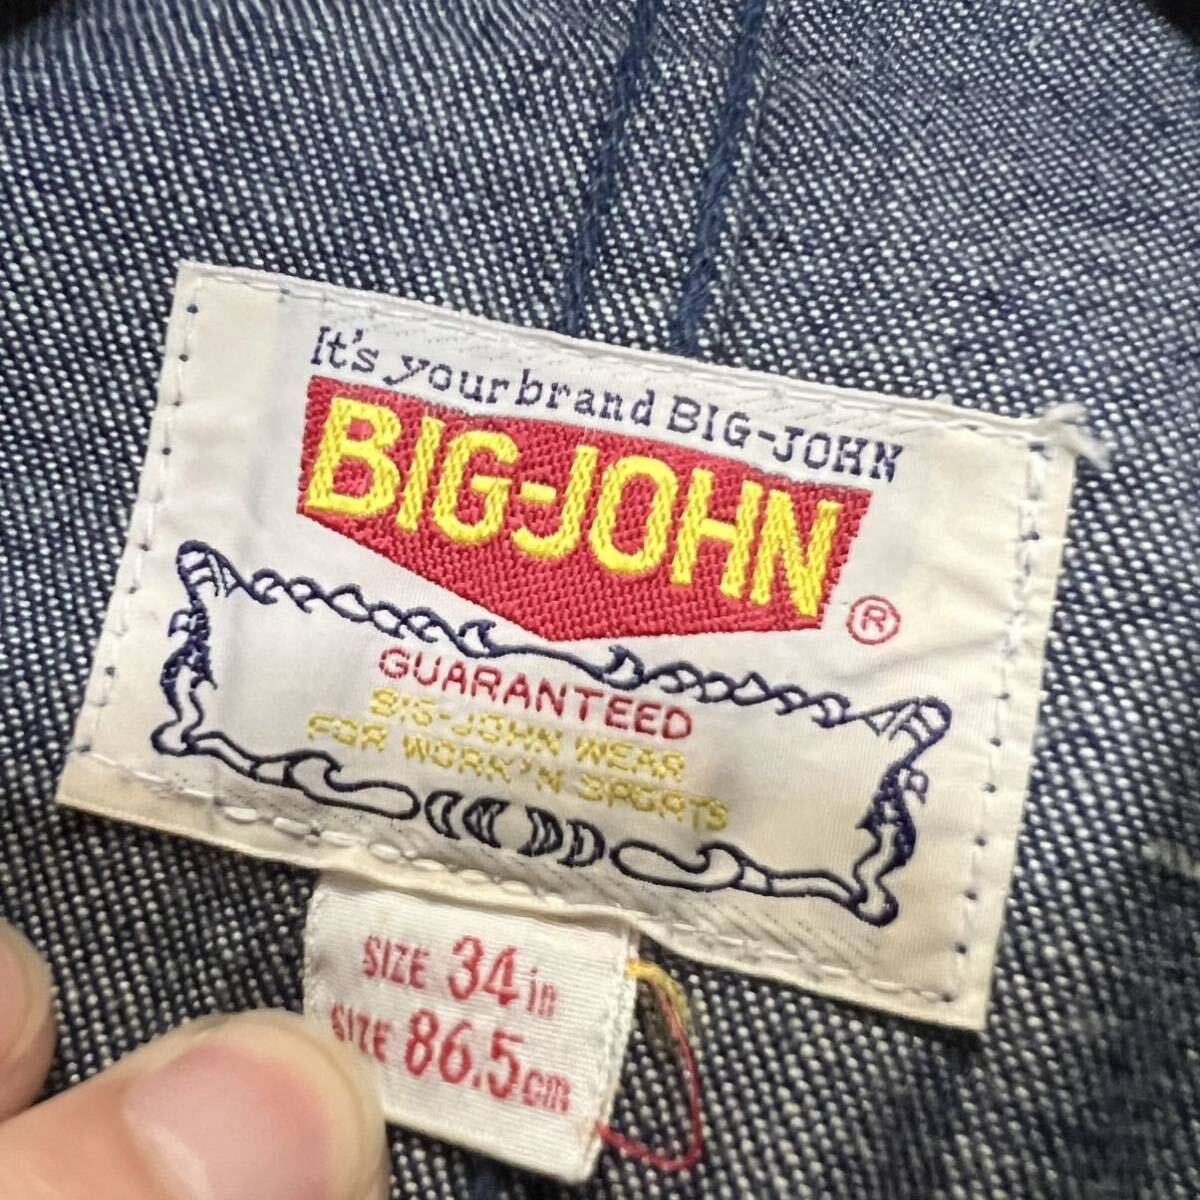 It's your brand BIG-JOHN
BIG-JOHN
®
GUARANTEED
BIG-JOHN WEAR
FOR WORK'N SPORTS
SIZE 34in
SIZE 86.5cm